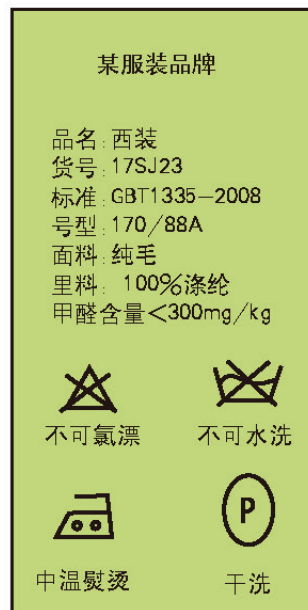 某服装品牌
品名:西装
货号:17SJ23
标准:GBT1335-2008
号型:170/88A
面料:纯毛
里料: 100%涤纶
甲醛含量<300mg/kg
不可氯漂 不可水洗
P
中温熨烫 干洗